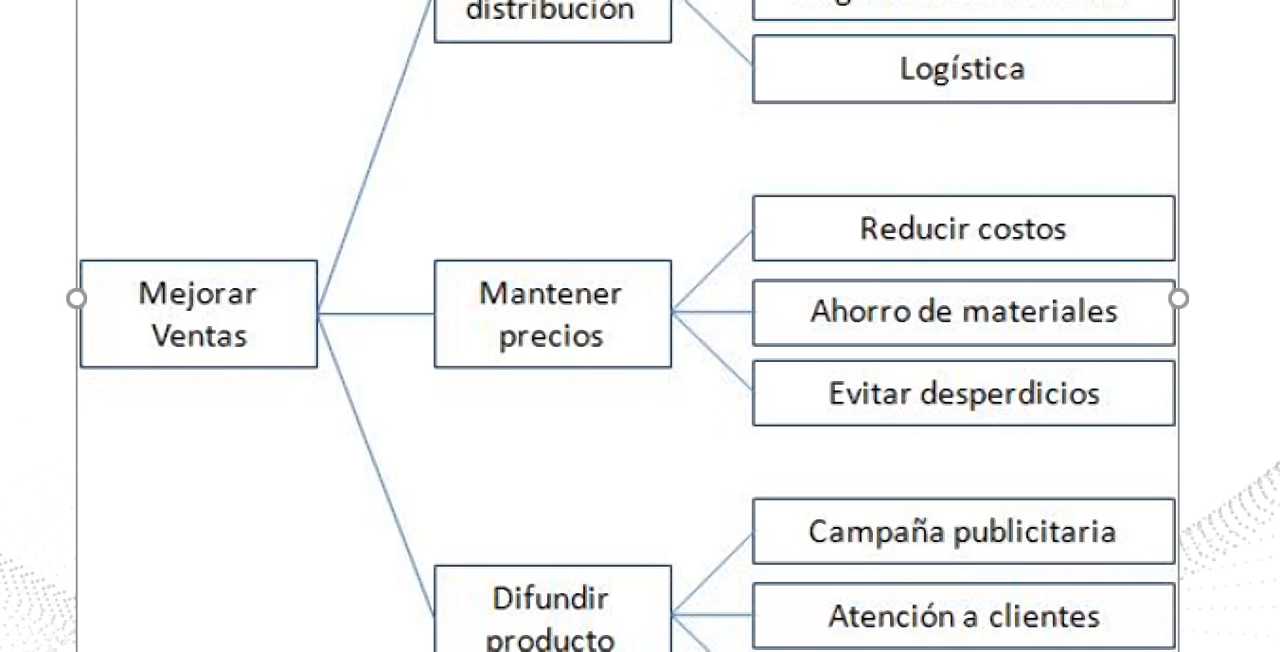 distribución
Logística
Reducir costos
Mejorar
Ventas
Mantener
precios
Ahorro de materiales
Evitar desperdicios
Campaña publicitaria
Difundir
producto
Atención a clientes